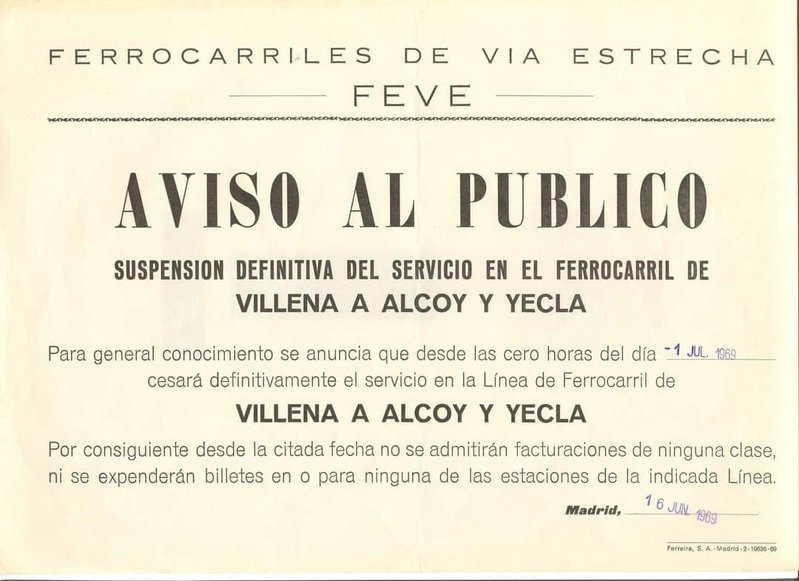 FERROCARRILES DE VIA ESTRECHA
FEVE
AVISO AL PUBLICO
SUSPENSION DEFINITIVA DEL SERVICIO EN EL FERROCARRIL DE
VILLENA A ALCOY Y YECLA
Para general conocimiento se anuncia que desde las cero horas del día -1 JUL. 1969
cesará definitivamente el servicio en la Línea de Ferrocarril de
VILLENA A ALCOY Y YECLA
Por consiguiente desde la citada fecha no se admitirán facturaciones de ninguna clase,
ni se expenderán billetes en o para ninguna de las estaciones de la indicada Línea.
Madrid, 16 JUN. 1969
Ferreira, S. A.-Madrid-2-19636-69